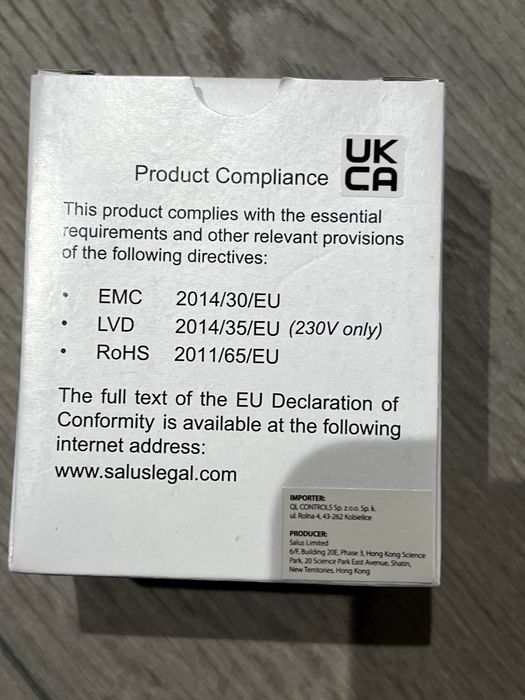 UK
CA
Product Compliance
This product complies with the essential
requirements and other relevant provisions
of the following directives:
• EMC 2014/30/EU
• LVD 2014/35/EU (230V only)
• RoHS 2011/65/EU
The full text of the EU Declaration of
Conformity is available at the following
internet address:
www.saluslegal.com
IMPORTER:
QL CONTROLS Sp. z o.o. Sp. k.
ul. Rolna 4, 43-262 Kobielice
PRODUCER:
Salus Limited
6/F, Building 20E, Phase 3, Hong Kong Science
Park, 20 Science Park East Avenue, Shatin,
New Territories, Hong Kong